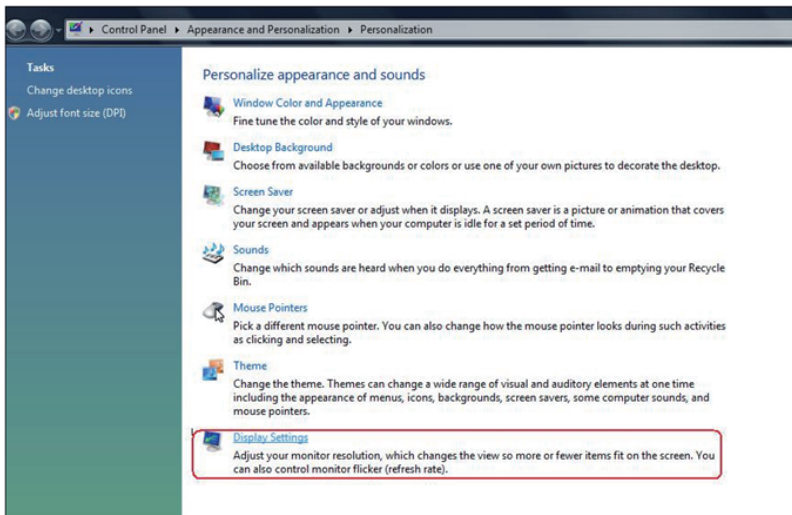 Control Panel ▸ Appearance and Personalization ▸ Personalization
Tasks
Change desktop icons
Adjust font size (DPI)
Personalize appearance and sounds
Window Color and Appearance
Fine tune the color and style of your windows.
Desktop Background
Choose from available backgrounds or colors or use one of your own pictures to decorate the desktop.
Screen Saver
Change your screen saver or adjust when it displays. A screen saver is a picture or animation that covers
your screen and appears when your computer is idle for a set period of time.
Sounds
Change which sounds are heard when you do everything from getting e-mail to emptying your Recycle
Bin.
Mouse Pointers
Pick a different mouse pointer. You can also change how the mouse pointer looks during such activities
as clicking and selecting.
Theme
Change the theme. Themes can change a wide range of visual and auditory elements at one time
including the appearance of menus, icons, backgrounds, screen savers, some computer sounds, and
mouse pointers.
Display Settings
Adjust your monitor resolution, which changes the view so more or fewer items fit on the screen. You
can also control monitor flicker (refresh rate).